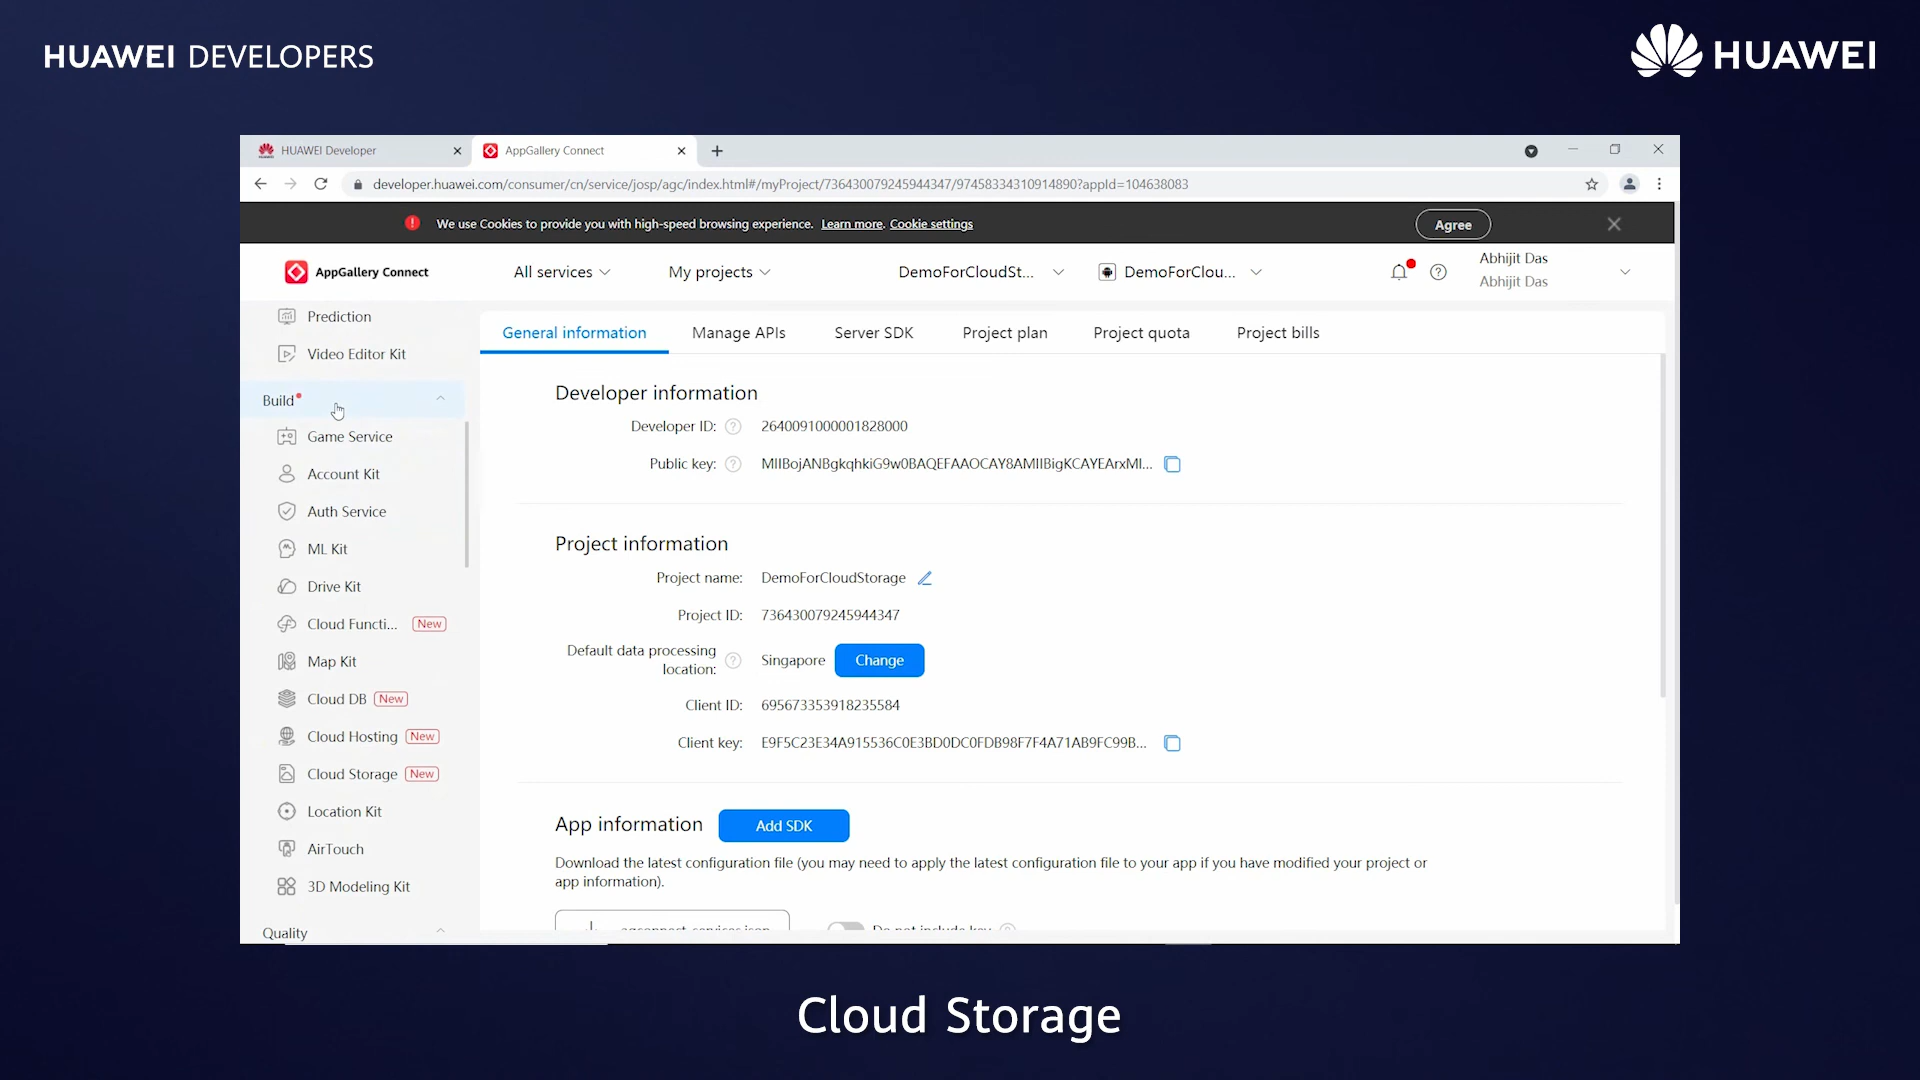 HUAWEI DEVELOPERS
HUAWEI
HUAWEI Developer
AppGallery Connect
developer.huawei.com/consumer/cn/service/josp/agc/index.html#/myProject/736430079245944347/97458334310914890?appId=104638083
We use Cookies to provide you with high-speed browsing experience. Learn more. Cookie settings
Agree
AppGallery Connect
All services
My projects
DemoForCloudSt...
DemoForClou...
Abhijit Das
Abhijit Das
Prediction
Video Editor Kit
Build
Game Service
Account Kit
Auth Service
ML Kit
Drive Kit
Cloud Functi... New
Map Kit
Cloud DB New
Cloud Hosting New
Cloud Storage New
Location Kit
AirTouch
3D Modeling Kit
Quality
General information
Manage APIs
Server SDK
Project plan
Project quota
Project bills
Developer information
Developer ID: 2640091000001828000
Public key: MIIBojANBgkqhkiG9w0BAQEFAAOCAY8AMIIBigKCAYEArxMI...
Project information
Project name: DemoForCloudStorage
Project ID: 736430079245944347
Default data processing
location: Singapore Change
Client ID: 695673353918235584
Client key: E9F5C23E34A915536C0E3BD0DC0FDB98F7F4A71AB9FC99B...
App information Add SDK
Download the latest configuration file (you may need to apply the latest configuration file to your app if you have modified your project or
app information).
agconnect-services.json Do not include key
Cloud Storage